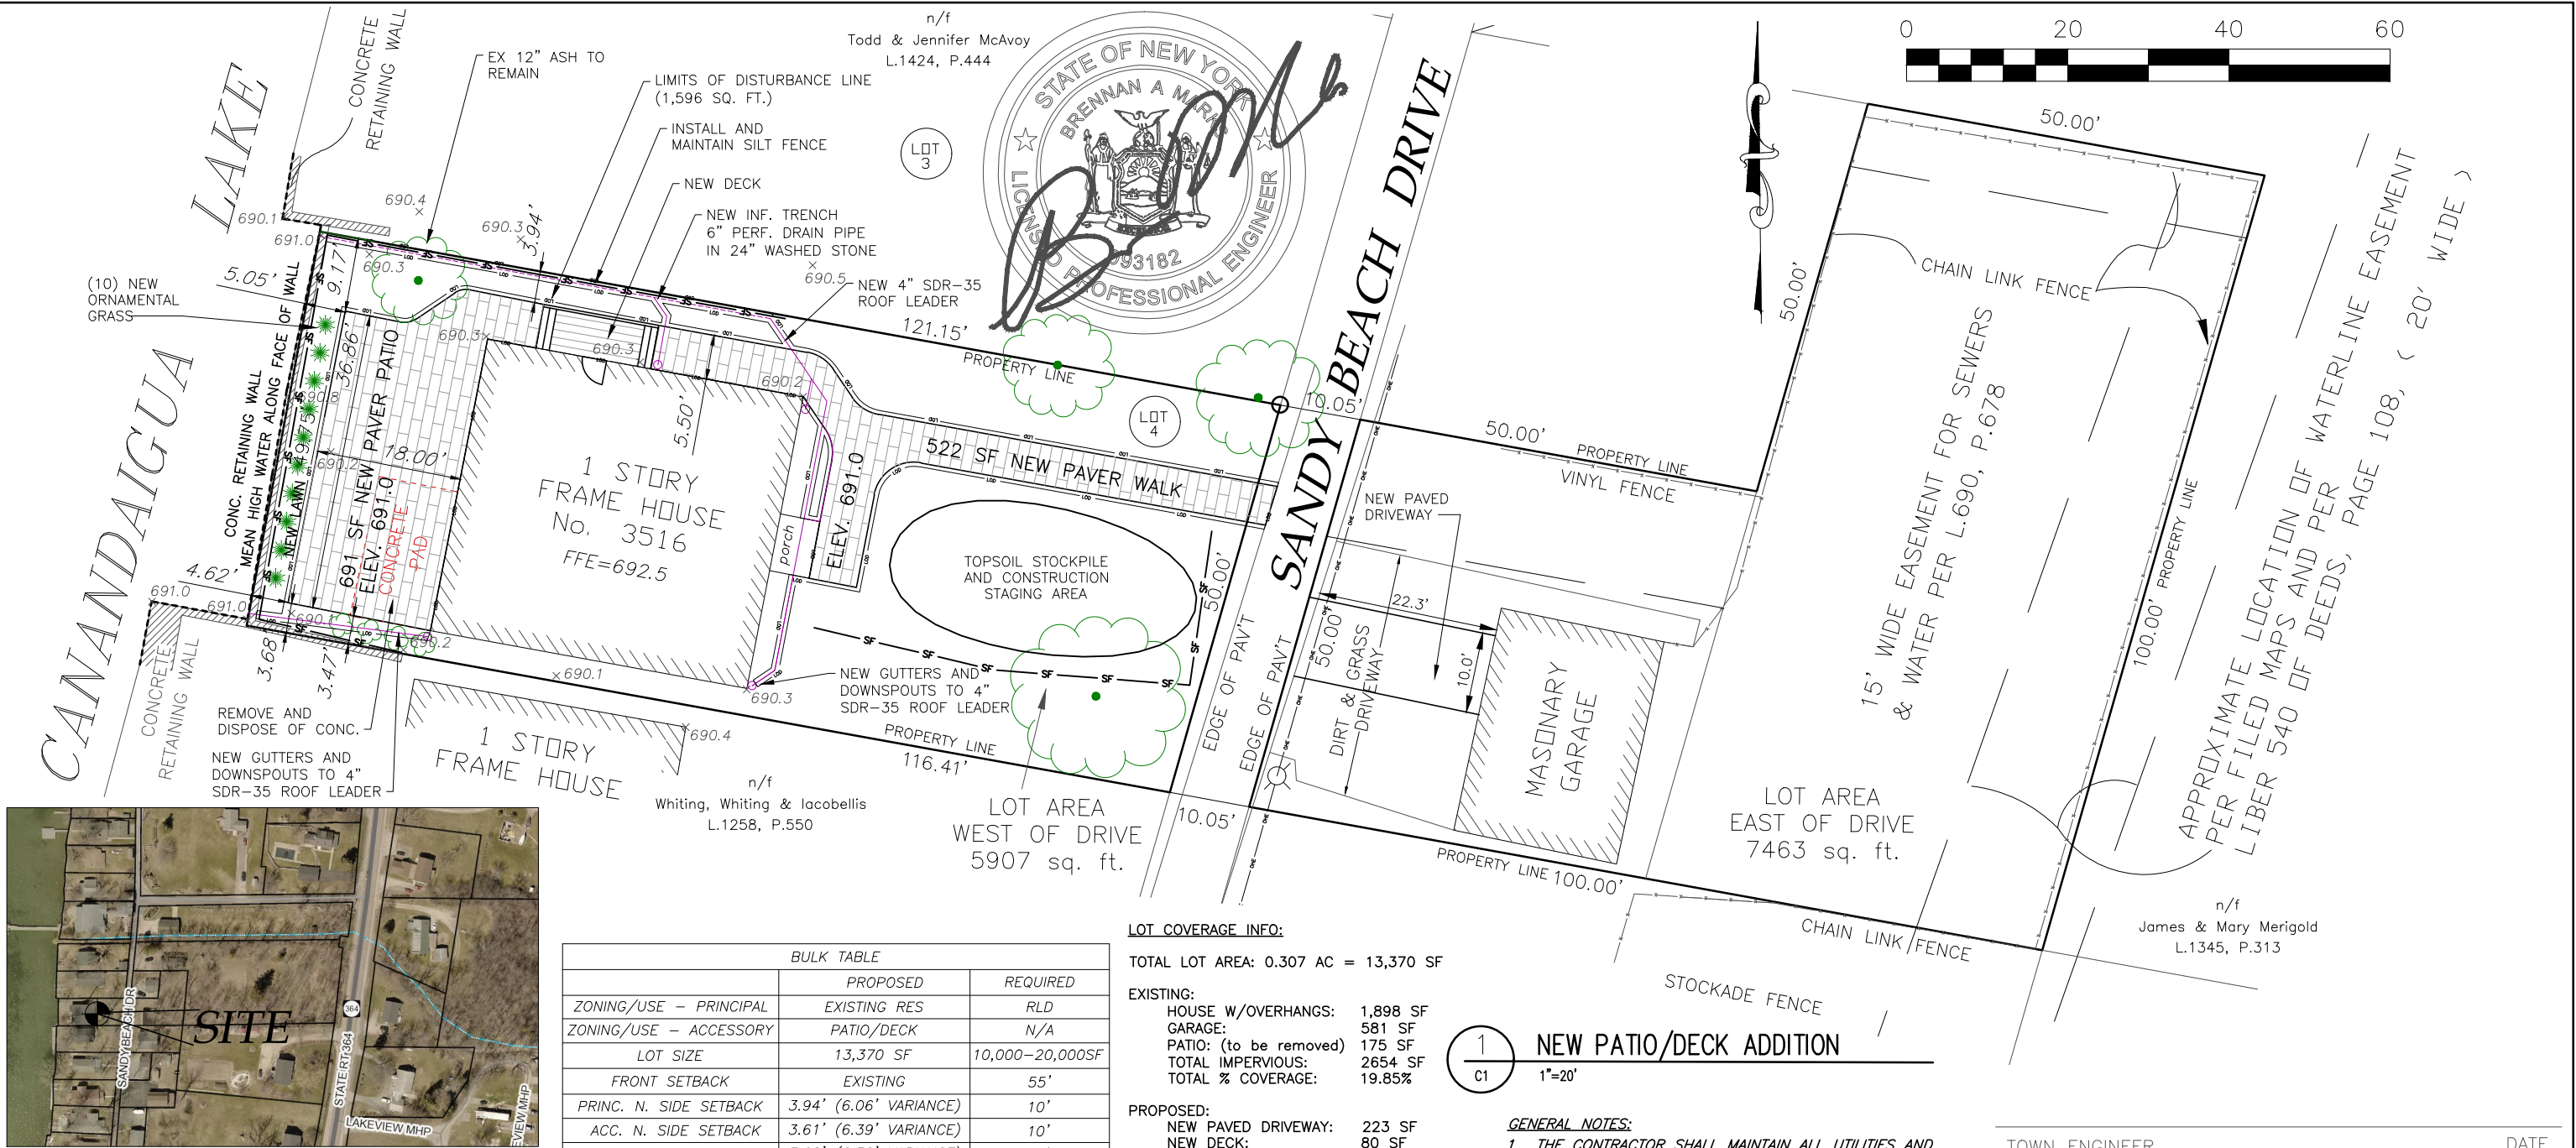 CONCRETE
RETAINING WALL
EX 12" ASH TO
REMAIN
LIMITS OF DISTURBANCE LINE
(1,596 SQ. FT.)
INSTALL AND
MAINTAIN SILT FENCE
NEW DECK
NEW INF. TRENCH
6" PERF. DRAIN PIPE
IN 24" WASHED STONE
NEW 4" SDR-35
ROOF LEADER
n/f
Todd & Jennifer McAvoy
L.1424, P.444
LOT
3
STATE OF NEW YORK
BRENNAN A MARKS
093182
LICENSED PROFESSIONAL ENGINEER
SANDY BEACH DRIVE
0 20 40 60
CANANDAIGUA LAKE
690.1
691.0
690.4
690.3
3.94'
690.3
690.5
5.05'
9.17'
(10) NEW
ORNAMENTAL
GRASS
CONC. RETAINING WALL
MEAN HIGH WATER ALONG FACE OF WALL
36.86'
690.8
690.3
690.3
690.2
690.2
18.00'
5.50'
691 SF NEW PAVER PATIO
ELEV. 691.0
CONCRETE
PAD
1 STORY
FRAME HOUSE
No. 3516
FFE=692.5
porch
ELEV. 691.0
121.15'
PROPERTY LINE
LOT
4
522 SF NEW PAVER WALK
TOPSOIL STOCKPILE
AND CONSTRUCTION
STAGING AREA
50.00'
10.05'
50.00'
PROPERTY LINE
VINYL FENCE
NEW PAVED
DRIVEWAY
22.3'
10.0'
50.00'
DIRT & GRASS
DRIVEWAY
MASONARY
GARAGE
EDGE OF PAV'T
EDGE OF PAV'T
50.00'
50.00'
CHAIN LINK FENCE
15' WIDE EASEMENT FOR SEWERS
& WATER PER L.690, P.678
PROPERTY LINE
100.00'
APPROXIMATE LOCATION OF WATERLINE EASEMENT
PER FILED MAPS AND PER
LIBER 540 OF DEEDS, PAGE 108, ( 20' WIDE )
4.62'
691.0
691.0
690.2
3.68'
3.47'
690.1
690.3
690.4
CONCRETE
RETAINING WALL
REMOVE AND
DISPOSE OF CONC.
NEW GUTTERS AND
DOWNSPOUTS TO 4"
SDR-35 ROOF LEADER
NEW GUTTERS AND
DOWNSPOUTS TO 4"
SDR-35 ROOF LEADER
1 STORY
FRAME HOUSE
PROPERTY LINE
116.41'
n/f
Whiting, Whiting & Iacobellis
L.1258, P.550
LOT AREA
WEST OF DRIVE
5907 sq. ft.
10.05'
PROPERTY LINE 100.00'
LOT AREA
EAST OF DRIVE
7463 sq. ft.
CHAIN LINK FENCE
STOCKADE FENCE
n/f
James & Mary Merigold
L.1345, P.313
SANDY BEACH DR
SITE
STATE RT 364
364
LAKEVIEW MHP
BULK TABLE
PROPOSED REQUIRED
ZONING/USE – PRINCIPAL EXISTING RES RLD
ZONING/USE – ACCESSORY PATIO/DECK N/A
LOT SIZE 13,370 SF 10,000–20,000SF
FRONT SETBACK EXISTING 55'
PRINC. N. SIDE SETBACK 3.94' (6.06' VARIANCE) 10'
ACC. N. SIDE SETBACK 3.61' (6.39' VARIANCE) 10'
LOT COVERAGE INFO:
TOTAL LOT AREA: 0.307 AC = 13,370 SF
EXISTING:
HOUSE W/OVERHANGS: 1,898 SF
GARAGE: 581 SF
PATIO: (to be removed) 175 SF
TOTAL IMPERVIOUS: 2654 SF
TOTAL % COVERAGE: 19.85%
PROPOSED:
NEW PAVED DRIVEWAY: 223 SF
NEW DECK: 80 SF
1
C1
NEW PATIO/DECK ADDITION
1"=20'
GENERAL NOTES:
1. THE CONTRACTOR SHALL MAINTAIN ALL UTILITIES AND
TOWN ENGINEER DATE